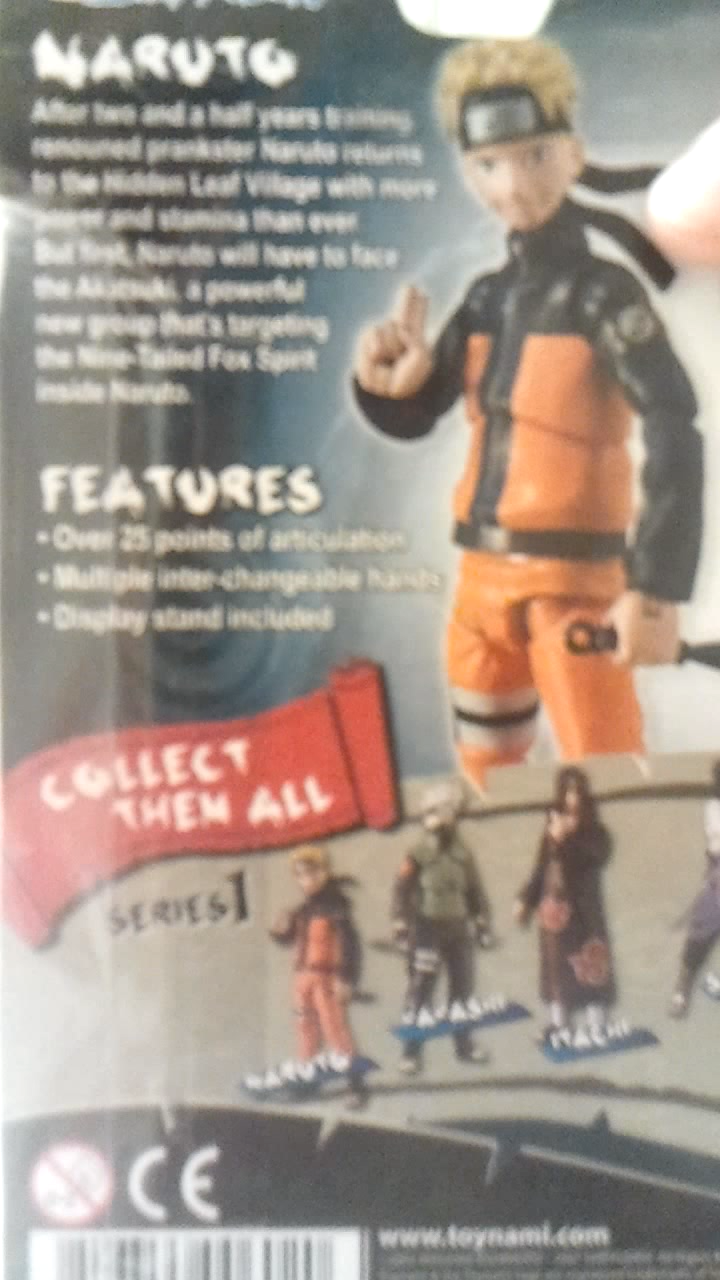 NARUTO
After two and a half years training,
renouned prankster Naruto returns
to the Hidden Leaf Village with more
power and stamina than ever.
But first, Naruto will have to face
the Akatsuki, a powerful
new group that's targeting
the Nine-Tailed Fox Spirit
inside Naruto.
FEATURES
• Over 25 points of articulation
• Multiple inter-changeable hands
• Display stand included
COLLECT
THEM ALL
SERIES 1
NARUTO
KAKASHI
ITACHI
CE
www.toynami.com